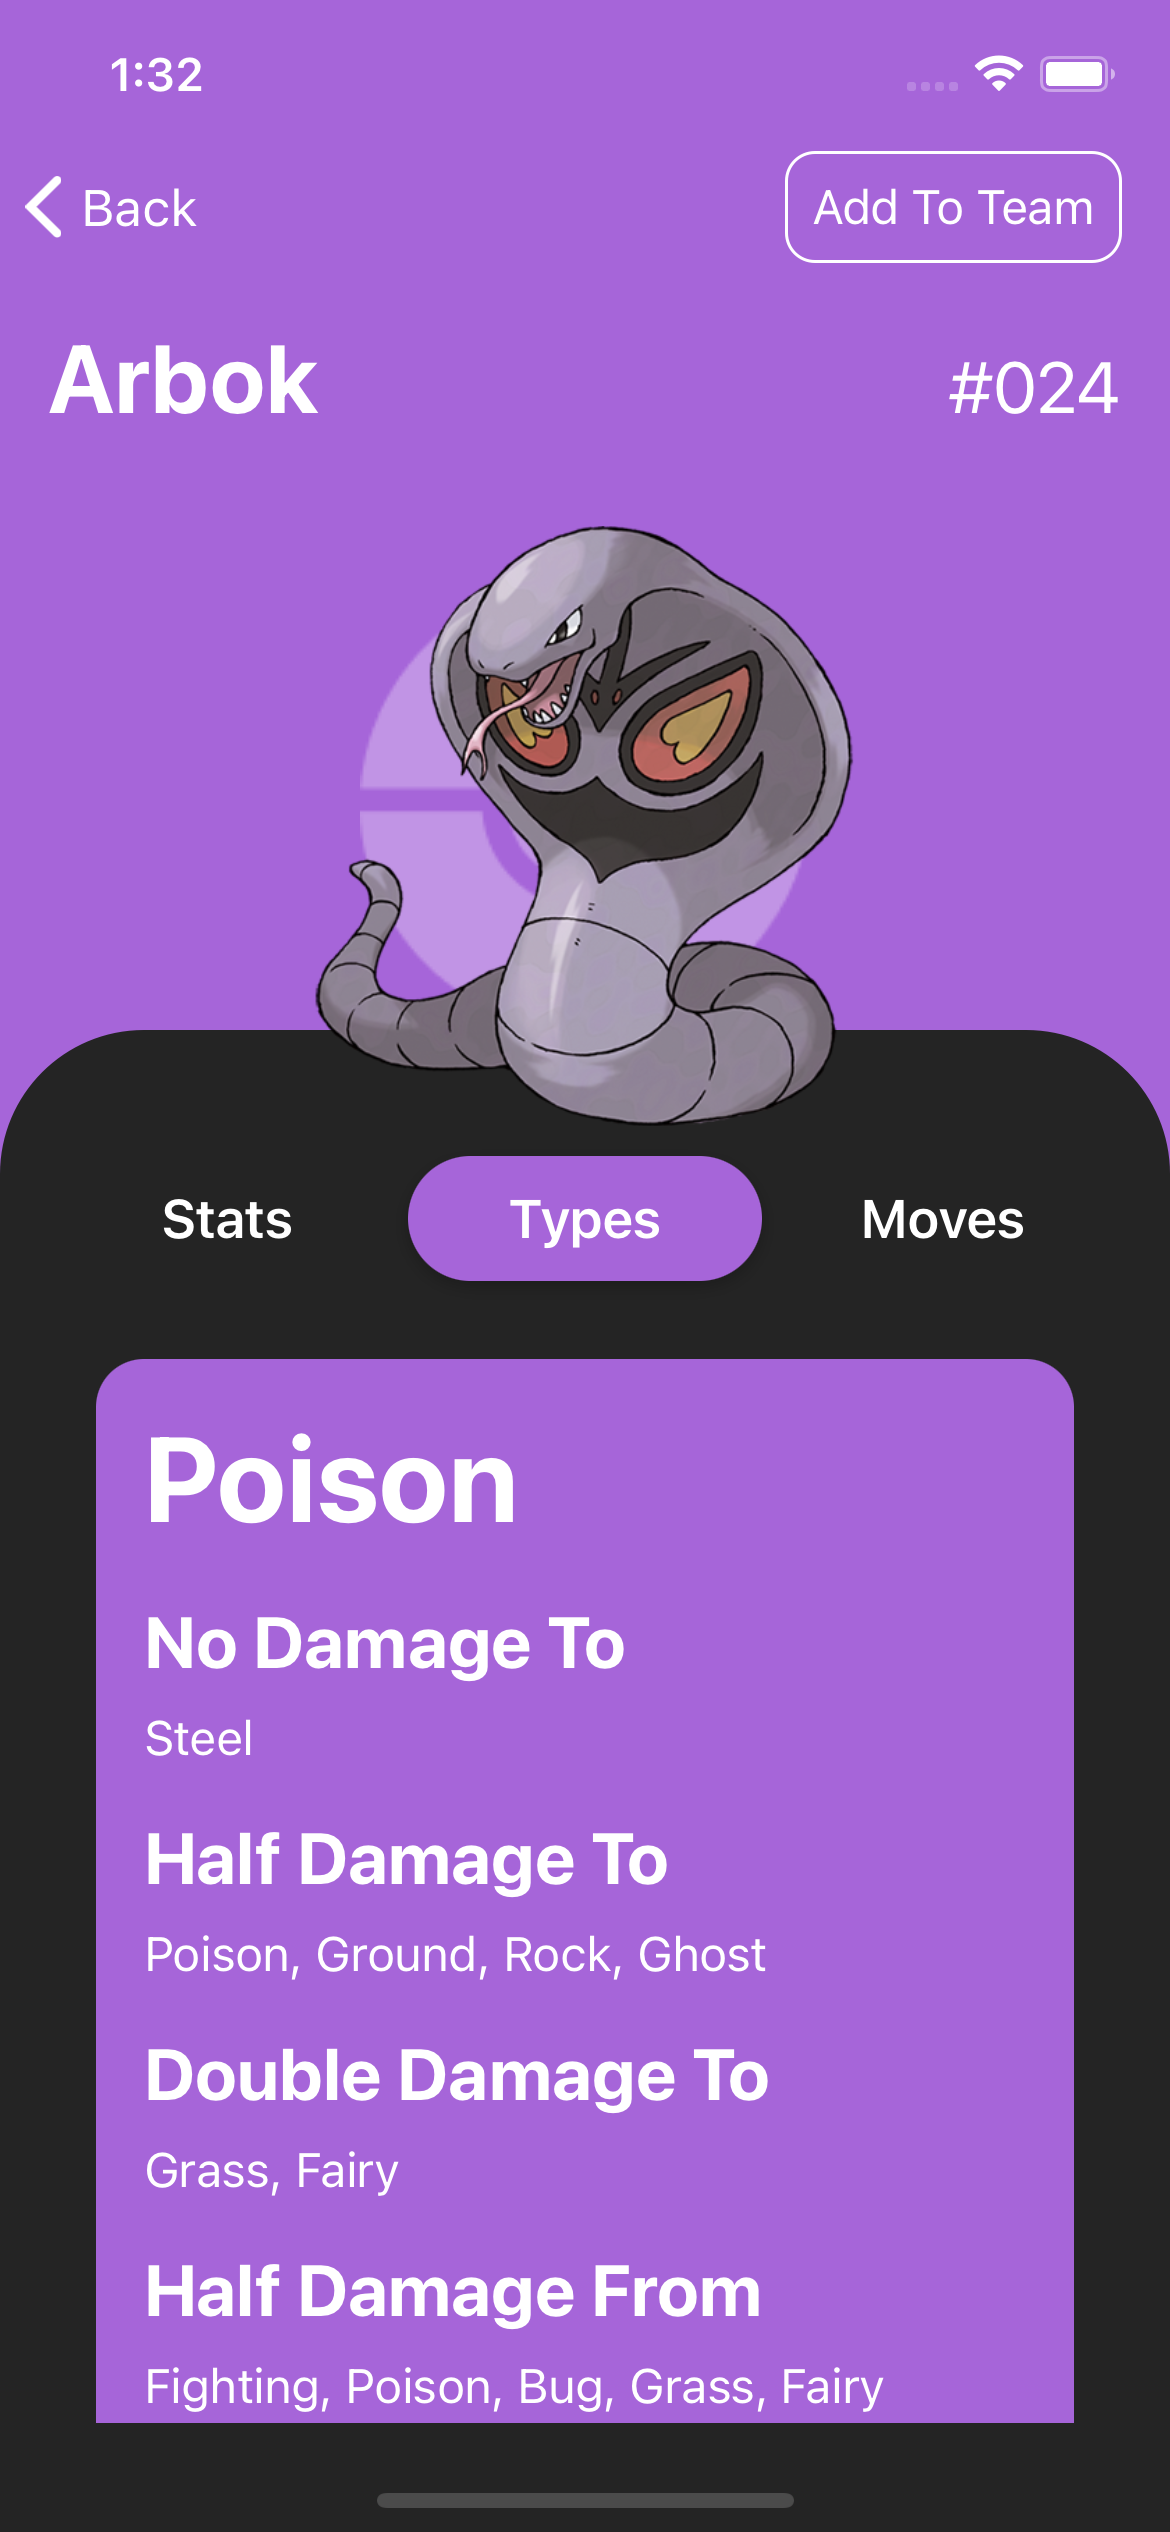 1:32
Back
Add To Team
Arbok
#024
Stats
Types
Moves
Poison
No Damage To
Steel
Half Damage To
Poison, Ground, Rock, Ghost
Double Damage To
Grass, Fairy
Half Damage From
Fighting, Poison, Bug, Grass, Fairy